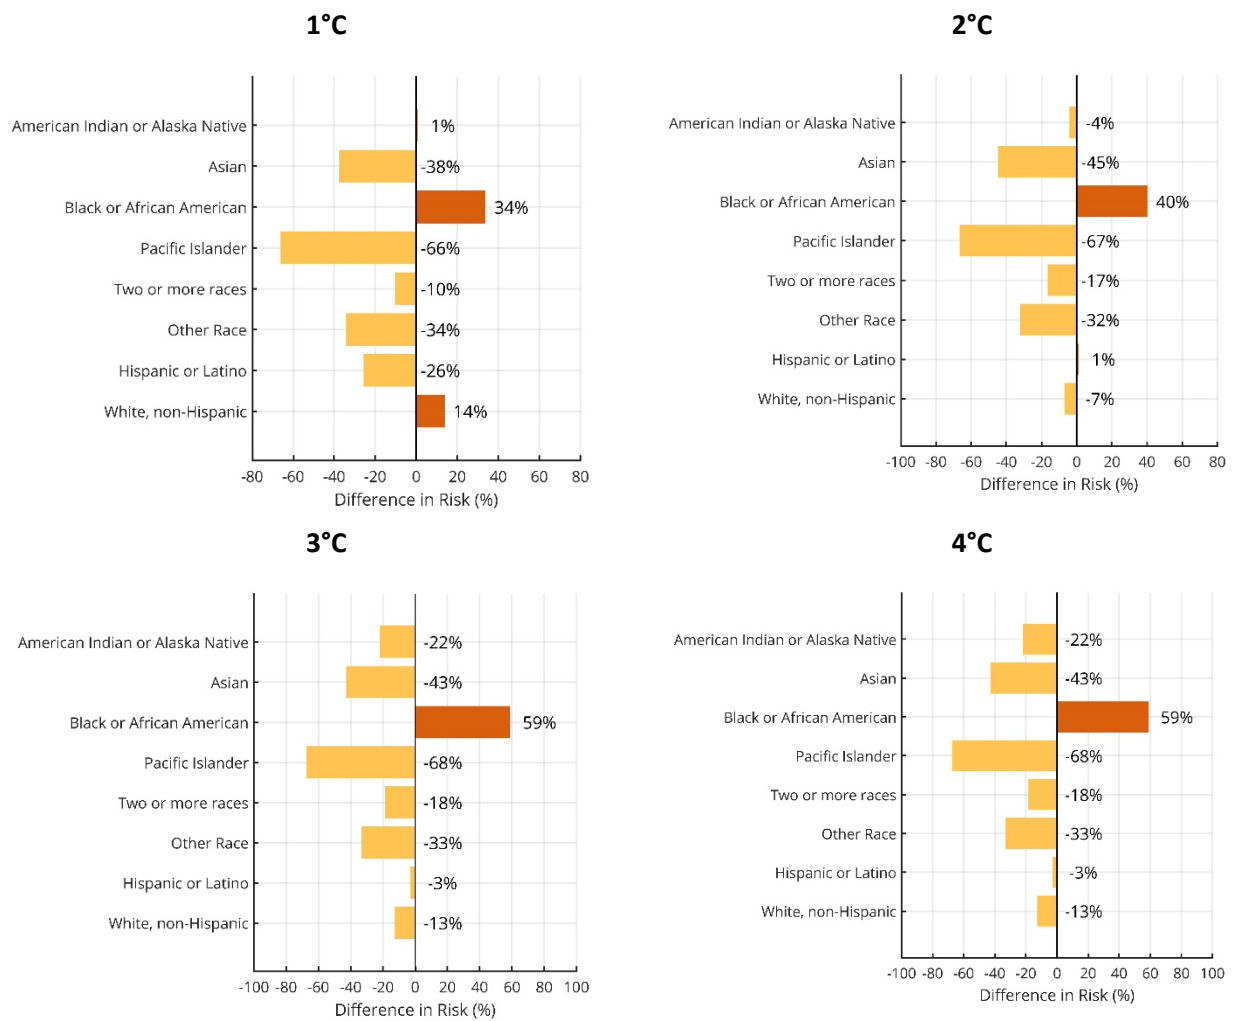 1°C
American Indian or Alaska Native 1%
Asian -38%
Black or African American 34%
Pacific Islander -66%
Two or more races -10%
Other Race -34%
Hispanic or Latino -26%
White, non-Hispanic 14%
-80 -60 -40 -20 0 20 40 60 80
Difference in Risk (%)
2°C
American Indian or Alaska Native -4%
Asian -45%
Black or African American 40%
Pacific Islander -67%
Two or more races -17%
Other Race -32%
Hispanic or Latino 1%
White, non-Hispanic -7%
-100 -80 -60 -40 -20 0 20 40 60 80
Difference in Risk (%)
3°C
American Indian or Alaska Native -22%
Asian -43%
Black or African American 59%
Pacific Islander -68%
Two or more races -18%
Other Race -33%
Hispanic or Latino -3%
White, non-Hispanic -13%
-100 -80 -60 -40 -20 0 20 40 60 80 100
Difference in Risk (%)
4°C
American Indian or Alaska Native -22%
Asian -43%
Black or African American 59%
Pacific Islander -68%
Two or more races -18%
Other Race -33%
Hispanic or Latino -3%
White, non-Hispanic -13%
-100 -80 -60 -40 -20 0 20 40 60 80 100
Difference in Risk (%)